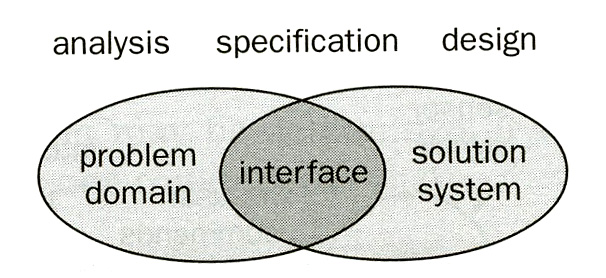 analysis specification design
problem domain
interface
solution system